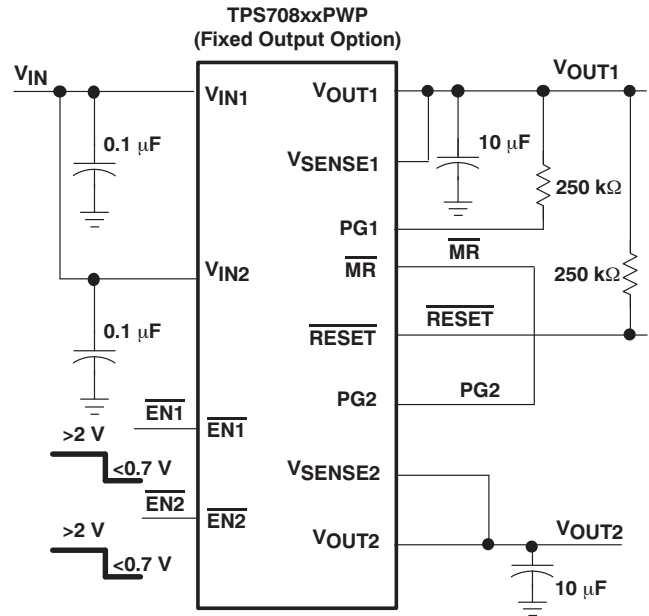 TPS708xxPWP
(Fixed Output Option)
VIN
VIN1
VOUT1
VOUT1
0.1 μF
10 μF
VSENSE1
250 kΩ
PG1
MR
MR
VIN2
250 kΩ
0.1 μF
RESET
RESET
PG2
PG2
EN1
EN1
>2 V
<0.7 V
VSENSE2
EN2
EN2
VOUT2
VOUT2
>2 V
<0.7 V
10 μF